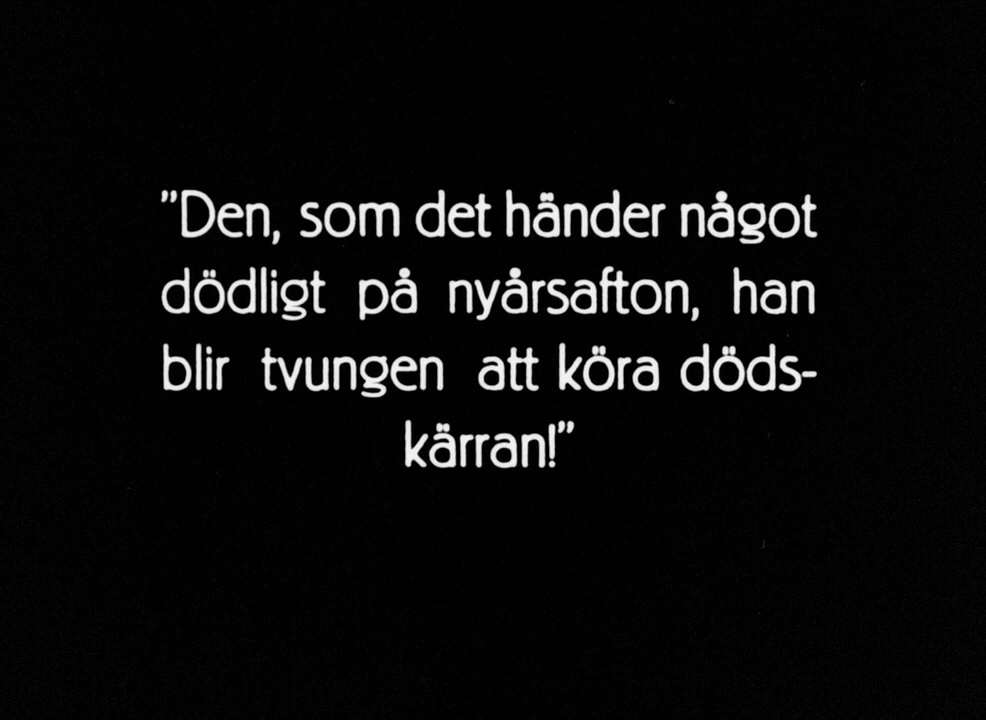 ”Den, som det händer något
dödligt på nyårsafton, han
blir tvungen att köra döds-
kärran!”